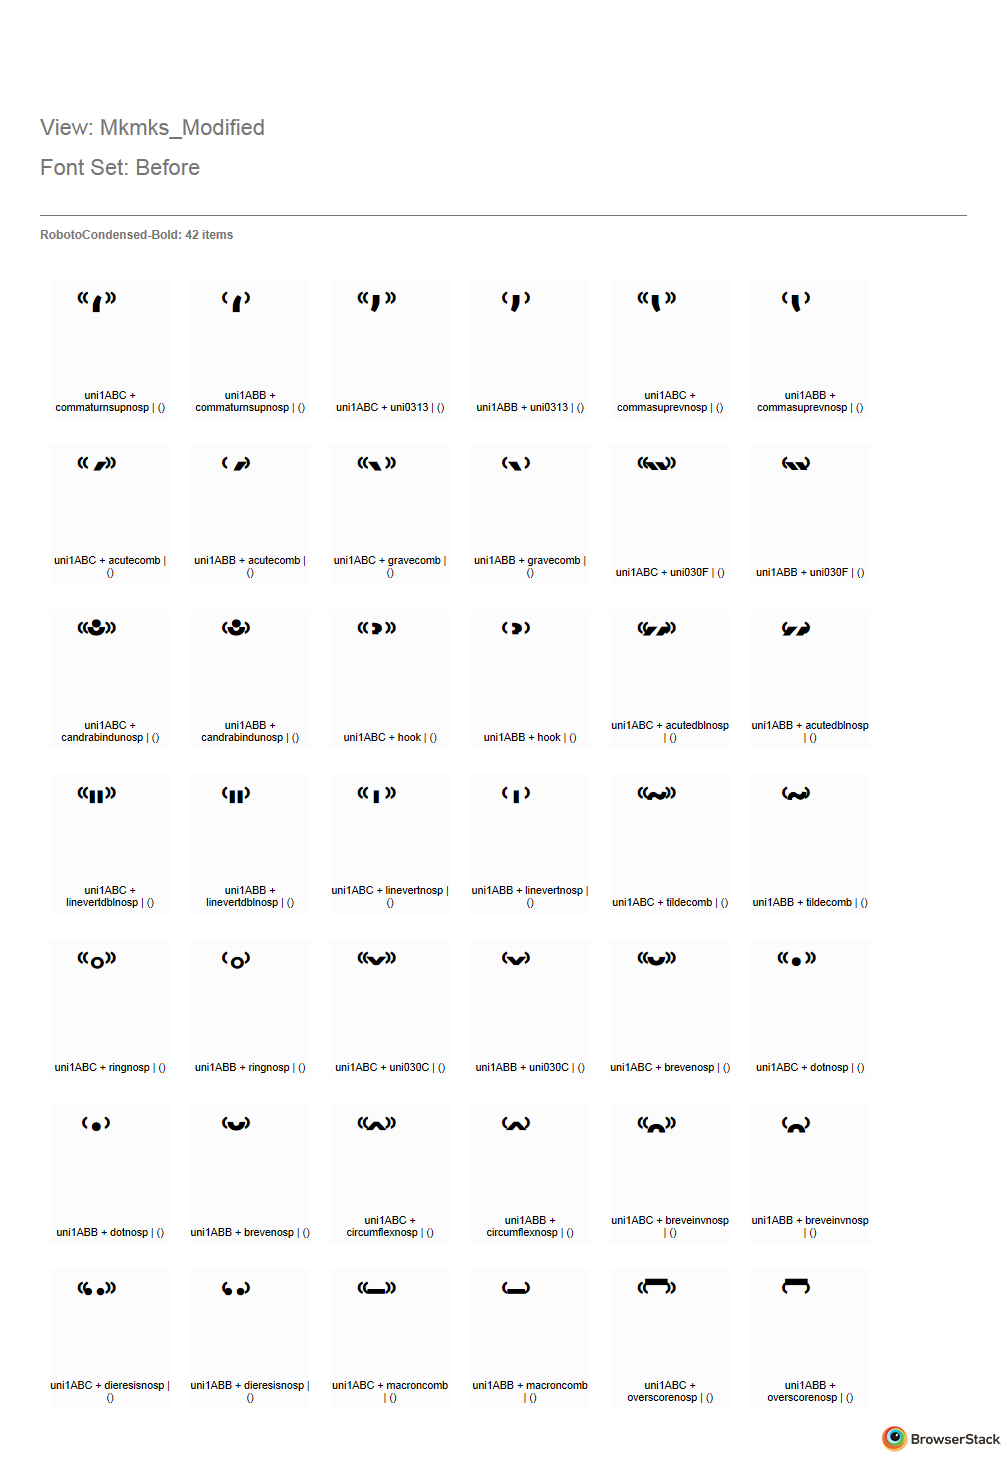 View: Mkmks_Modified
Font Set: Before
RobotoCondensed-Bold: 42 items
uni1ABC +
commaturnsupnosp | ()
uni1ABB +
commaturnsupnosp | ()
uni1ABC + uni0313 | ()
uni1ABB + uni0313 | ()
uni1ABC +
commasuprevnosp | ()
uni1ABB +
commasuprevnosp | ()
uni1ABC + acutecomb |
()
uni1ABB + acutecomb |
()
uni1ABC + gravecomb |
()
uni1ABB + gravecomb |
()
uni1ABC + uni030F | ()
uni1ABB + uni030F | ()
uni1ABC +
candrabindunosp | ()
uni1ABB +
candrabindunosp | ()
uni1ABC + hook | ()
uni1ABB + hook | ()
uni1ABC + acutedblnosp
| ()
uni1ABB + acutedblnosp
| ()
uni1ABC +
linevertdblnosp | ()
uni1ABB +
linevertdblnosp | ()
uni1ABC + linevertnosp |
()
uni1ABB + linevertnosp |
()
uni1ABC + tildecomb | ()
uni1ABB + tildecomb | ()
uni1ABC + ringnosp | ()
uni1ABB + ringnosp | ()
uni1ABC + uni030C | ()
uni1ABB + uni030C | ()
uni1ABC + brevenosp | ()
uni1ABC + dotnosp | ()
uni1ABB + dotnosp | ()
uni1ABB + brevenosp | ()
uni1ABC +
circumflexnosp | ()
uni1ABB +
circumflexnosp | ()
uni1ABC + breveinvnosp
| ()
uni1ABB + breveinvnosp
| ()
uni1ABC + dieresisnosp |
()
uni1ABB + dieresisnosp |
()
uni1ABC + macroncomb
| ()
uni1ABB + macroncomb
| ()
uni1ABC +
overscorenosp | ()
uni1ABB +
overscorenosp | ()
BrowserStack